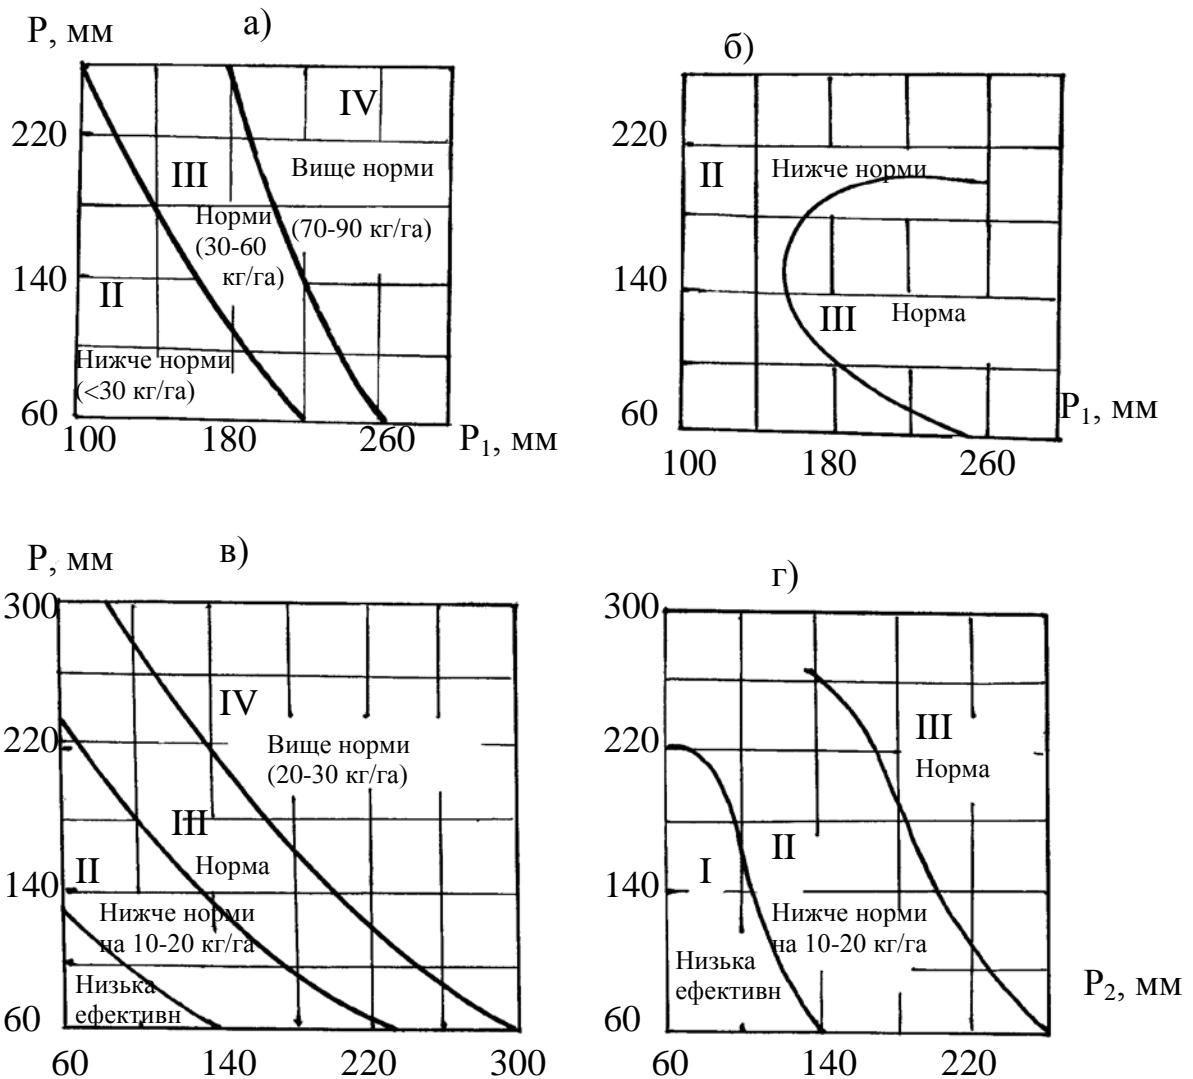 а)
P, мм
IV
220
III
Вище норми
Норми
(70-90 кг/га)
(30-60
кг/га)
140
II
Нижче норми
(<30 кг/га)
60
100 180 260 P₁, мм
б)
220
II
Нижче норми
140
III
Норма
60
P₁, мм
100 180 260
в)
P, мм
300
IV
220
Вище норми
(20-30 кг/га)
III
II
Норма
140
Нижче норми
на 10-20 кг/га
Низька
ефективн
60
60 140 220 300
г)
300
III
220
Норма
II
I
140
Нижче норми
на 10-20 кг/га
Низька
ефективн
P₂, мм
60
60 140 220